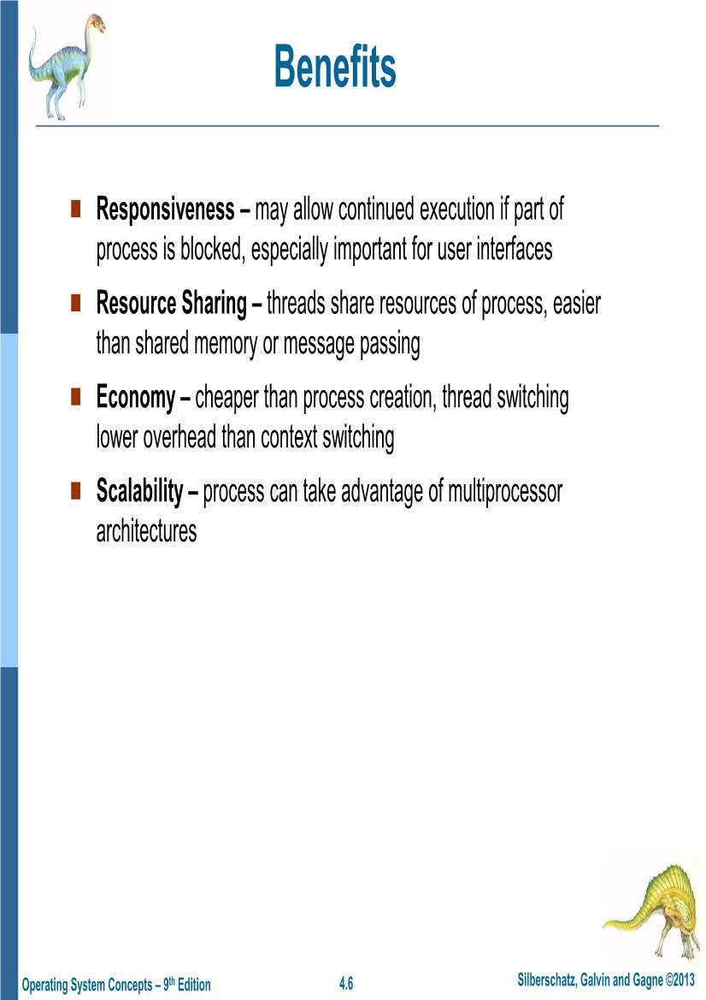 Benefits
Responsiveness – may allow continued execution if part of
process is blocked, especially important for user interfaces
Resource Sharing – threads share resources of process, easier
than shared memory or message passing
Economy – cheaper than process creation, thread switching
lower overhead than context switching
Scalability – process can take advantage of multiprocessor
architectures
Operating System Concepts – 9th Edition
4.6
Silberschatz, Galvin and Gagne ©2013